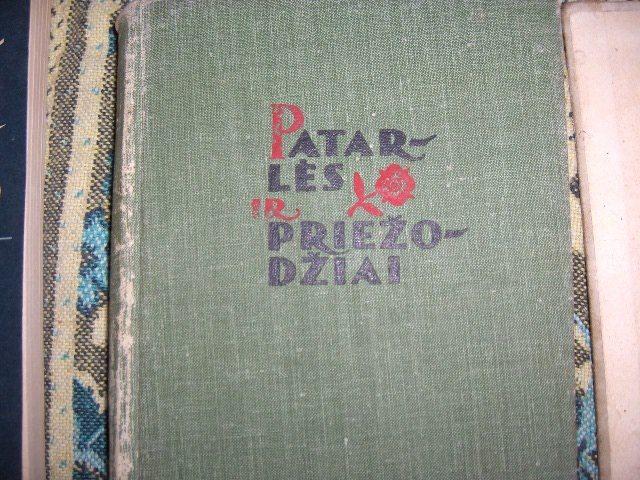 PATAR-
LĖS
IR
PRIEŽO-
DŽIAI